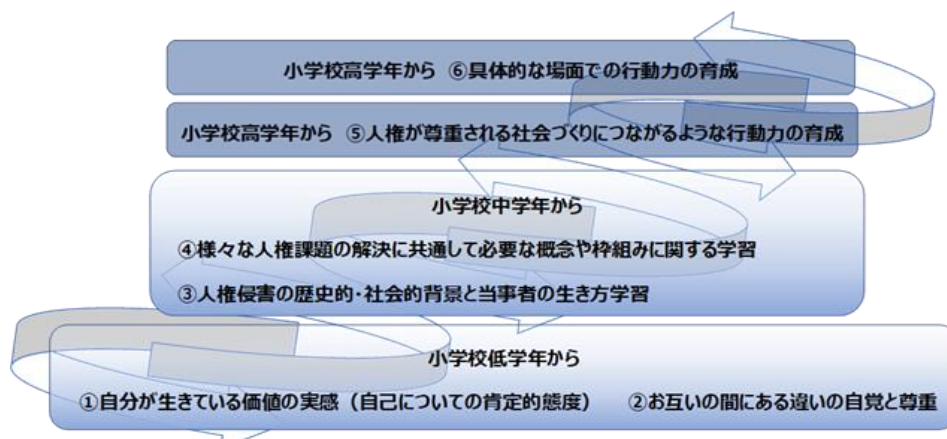 小学校高学年から ⑥具体的な場面での行動力の育成
小学校高学年から ⑤人権が尊重される社会づくりにつながるような行動力の育成
小学校中学年から
④様々な人権課題の解決に共通して必要な概念や枠組みに関する学習
③人権侵害の歴史的・社会的背景と当事者の生き方学習
小学校低学年から
①自分が生きている価値の実感（自己についての肯定的態度） ②お互いの間にある違いの自覚と尊重